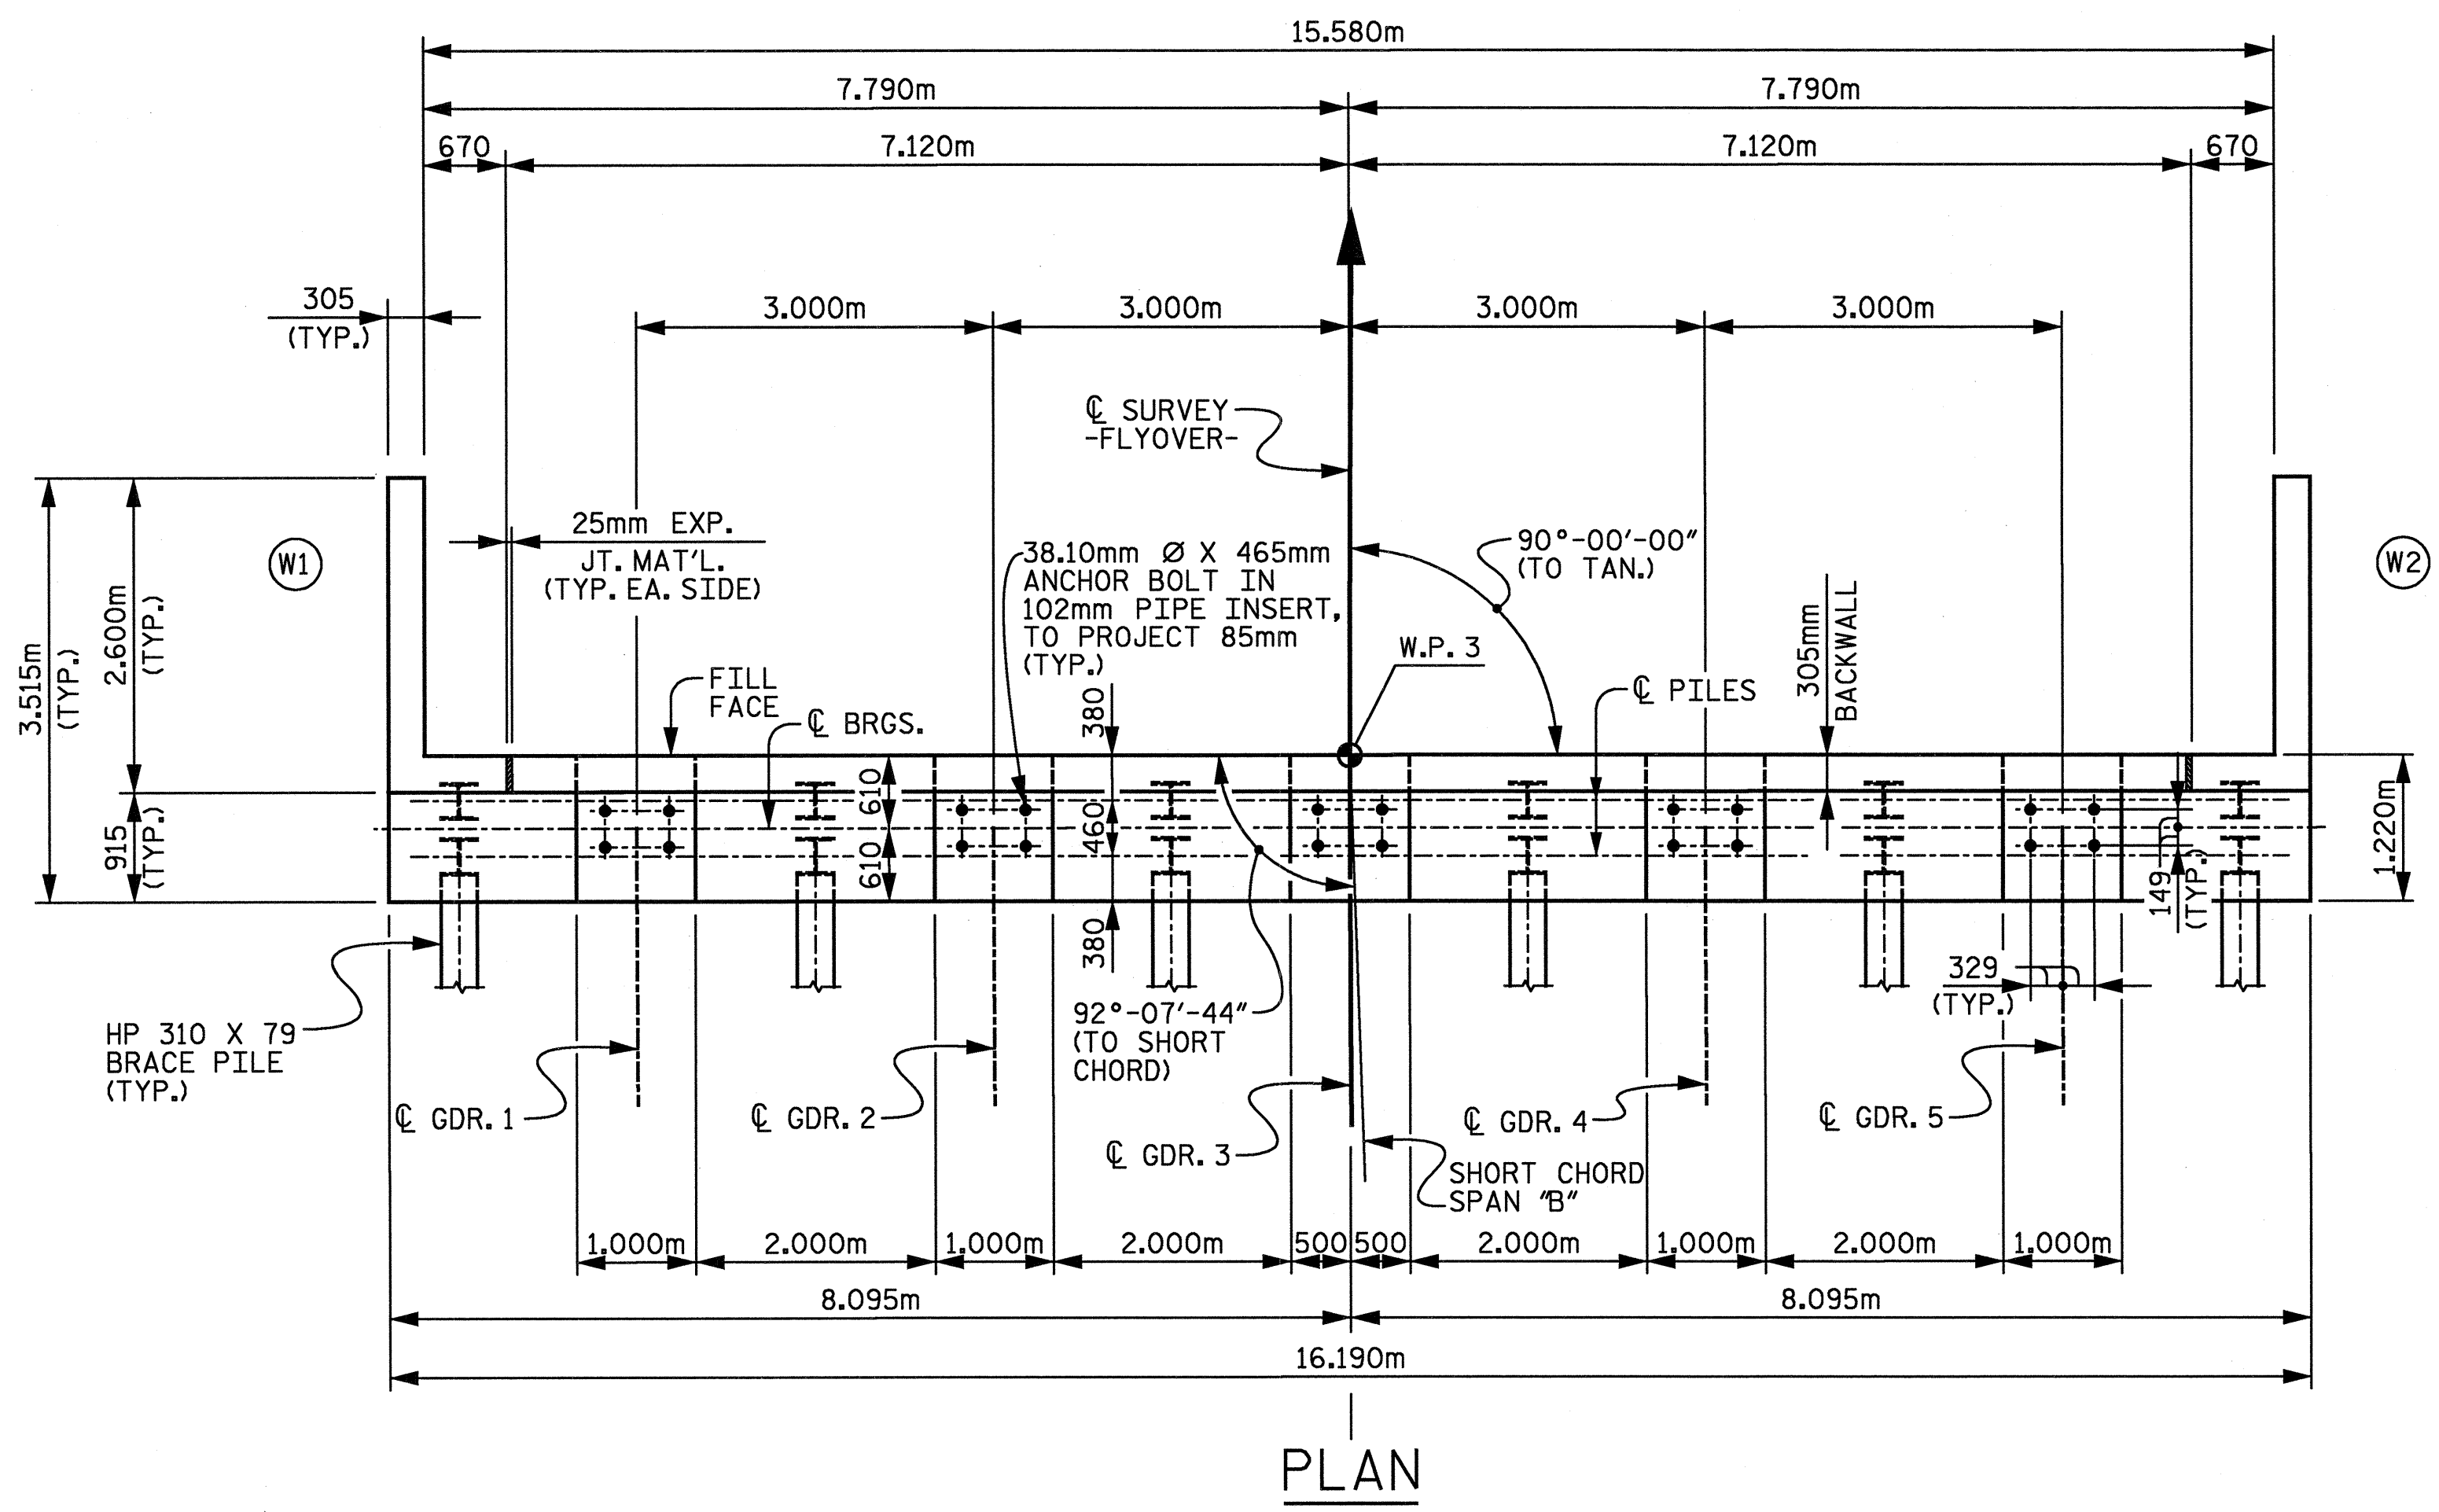 15.580m
7.790m
7.790m
670
7.120m
7.120m
670
305
(TYP.)
3.000m
3.000m
3.000m
3.000m
℄ SURVEY
-FLYOVER-
W1
25mm EXP.
JT. MAT'L.
(TYP. EA. SIDE)
38.10mm Ø X 465mm
ANCHOR BOLT IN
102mm PIPE INSERT,
TO PROJECT 85mm
(TYP.)
90°-00'-00"
(TO TAN.)
W2
W.P. 3
305mm
BACKWALL
3.515m
(TYP.)
2.600m
(TYP.)
915
(TYP.)
FILL
FACE
℄ BRGS.
℄ PILES
380
610
460
610
380
1.220m
149
(TYP.)
329
(TYP.)
HP 310 X 79
BRACE PILE
(TYP.)
92°-07'-44"
(TO SHORT
CHORD)
℄ GDR. 1
℄ GDR. 2
℄ GDR. 3
℄ GDR. 4
℄ GDR. 5
SHORT CHORD
SPAN "B"
1.000m
2.000m
1.000m
2.000m
500
500
2.000m
1.000m
2.000m
1.000m
8.095m
8.095m
16.190m
PLAN